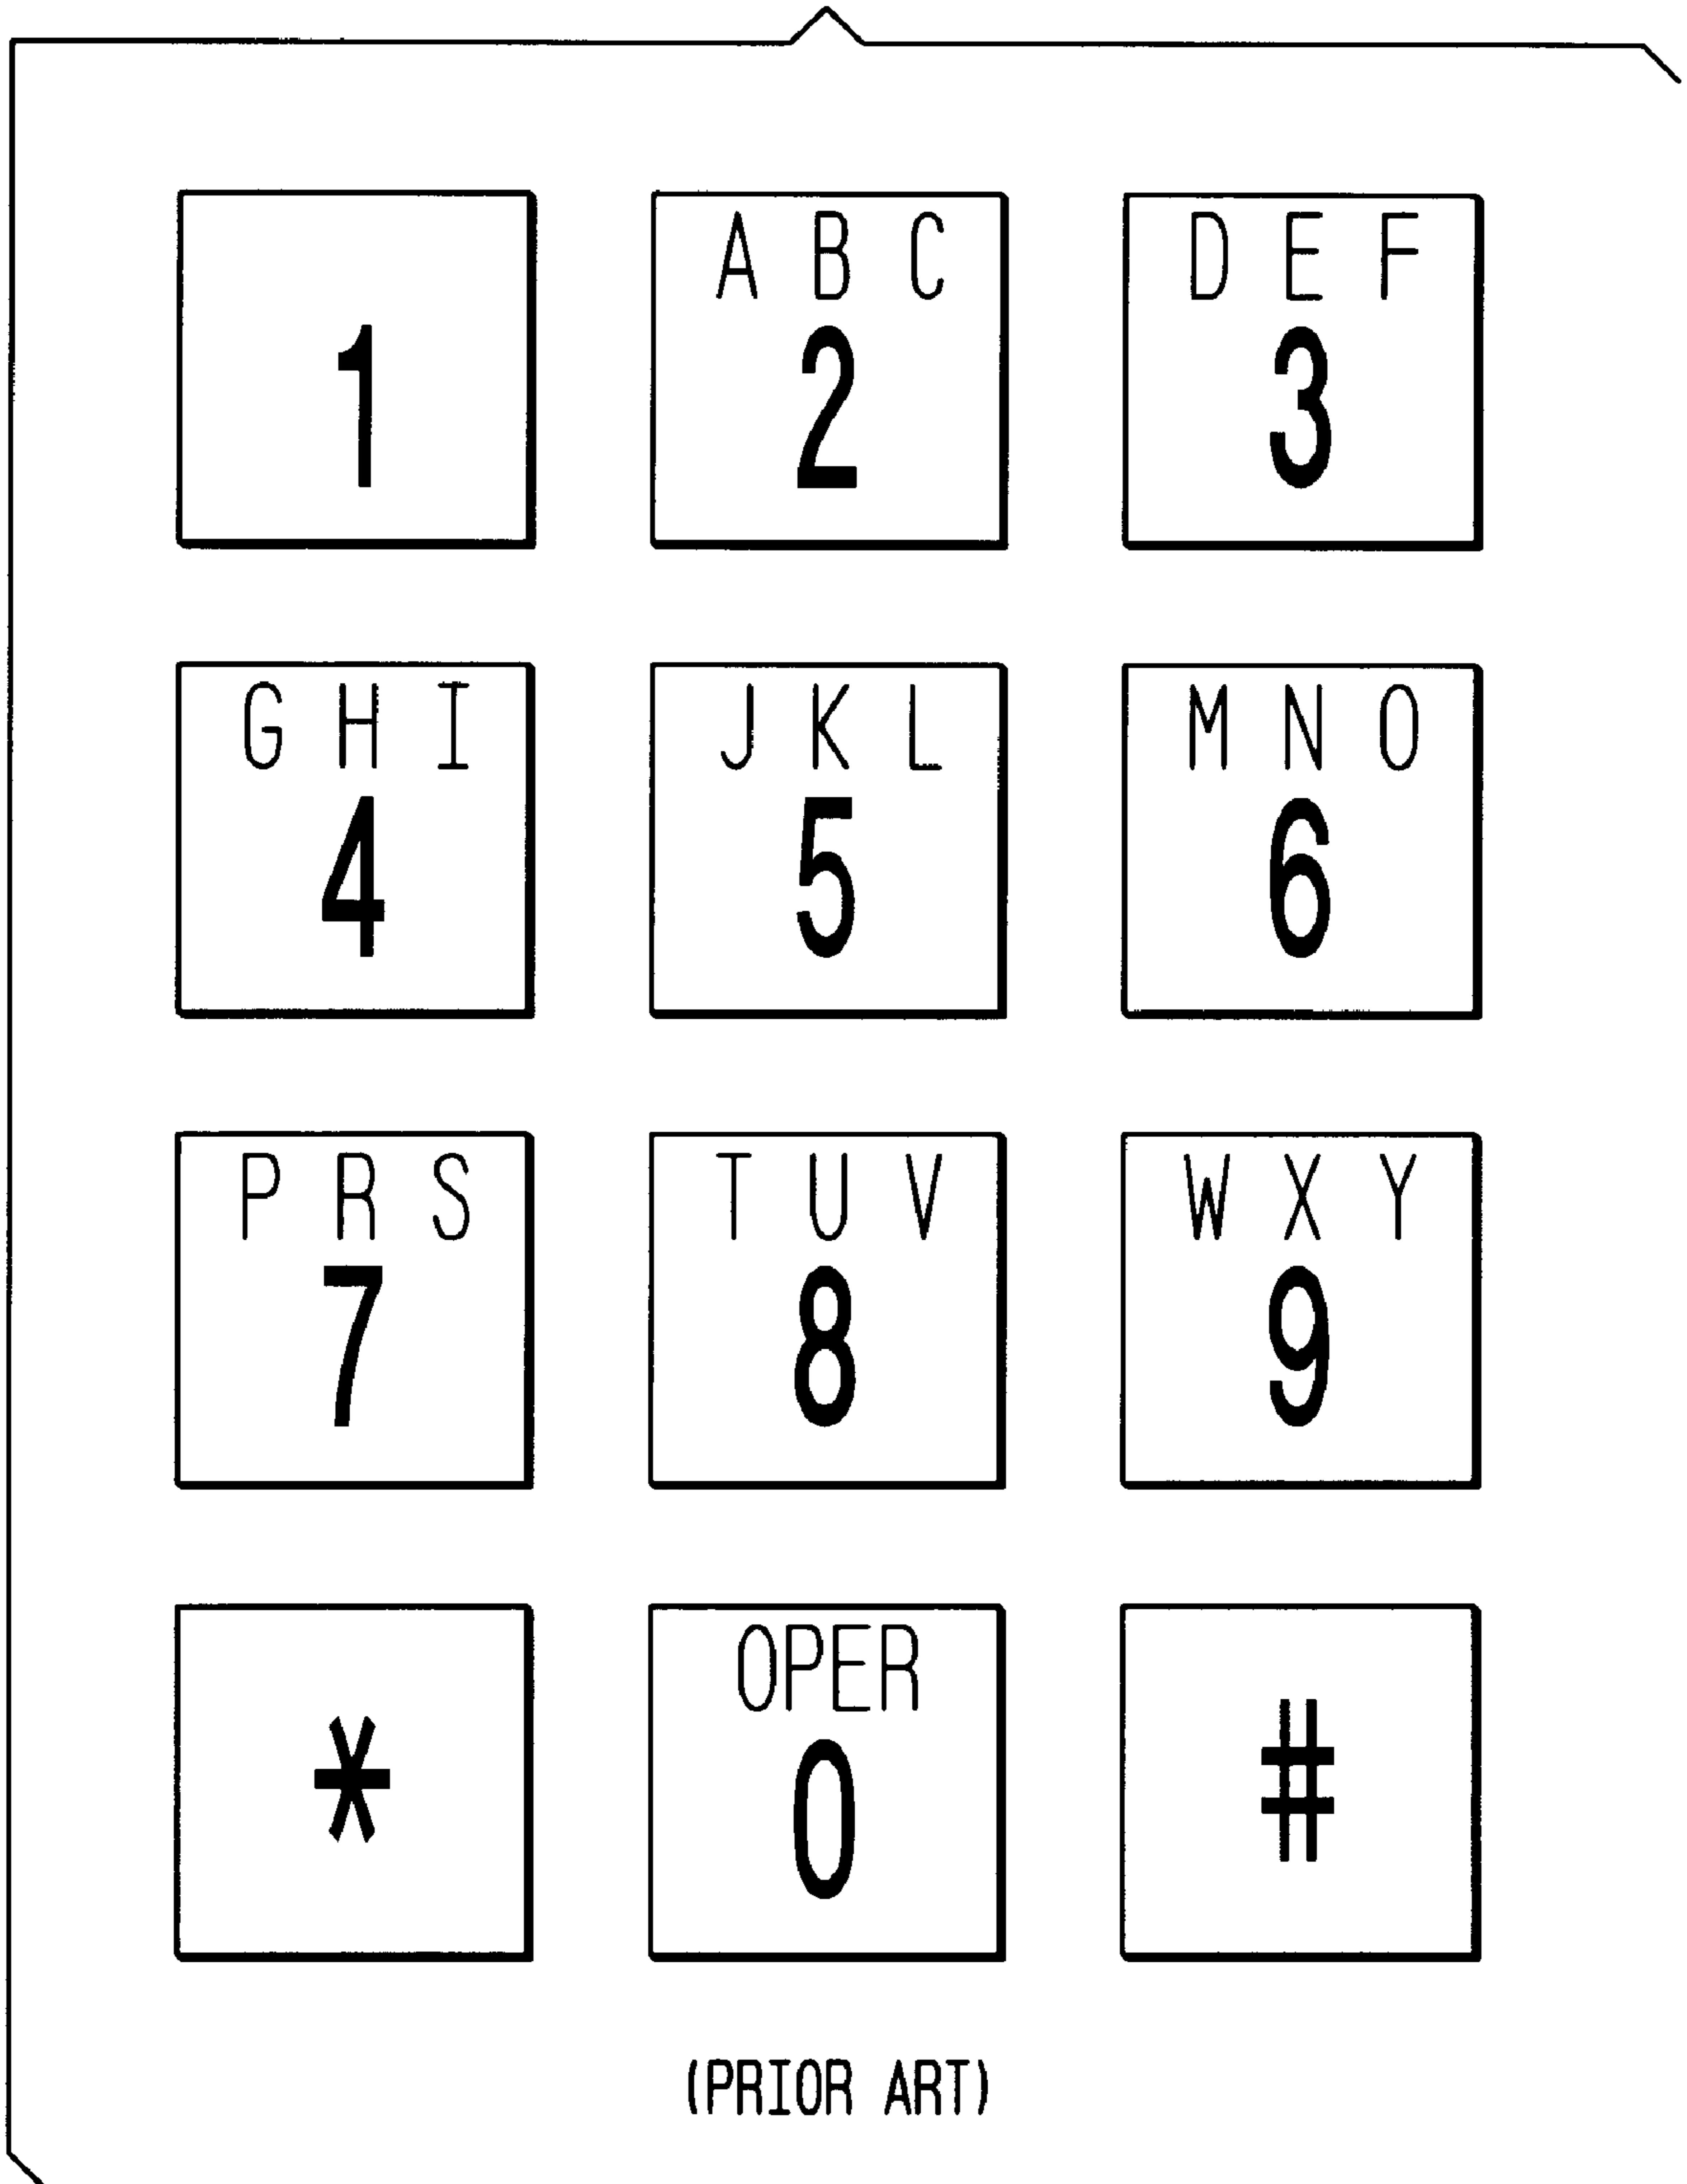 1
A B C
2
D E F
3
G H I
4
J K L
5
M N O
6
P R S
7
T U V
8
W X Y
9
*
OPER
0
#
(PRIOR ART)